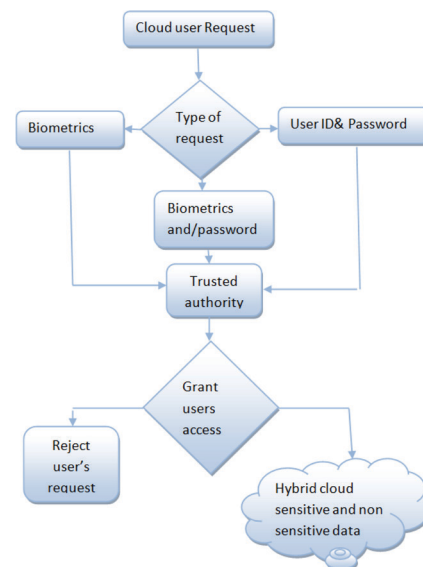 Cloud user Request
Type of
request
Biometrics
User ID& Password
Biometrics
and/password
Trusted
authority
Grant
users
access
Reject
user's
request
Hybrid cloud
sensitive and non
sensitive data